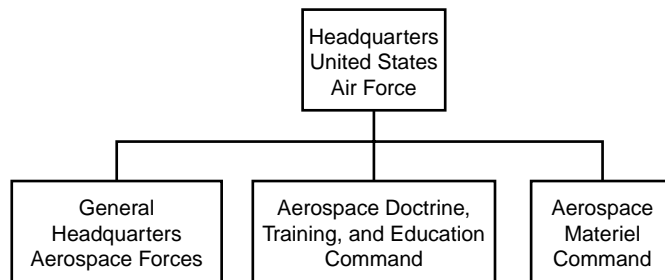 Headquarters
United States
Air Force
General
Headquarters
Aerospace Forces
Aerospace Doctrine,
Training, and Education
Command
Aerospace
Materiel
Command